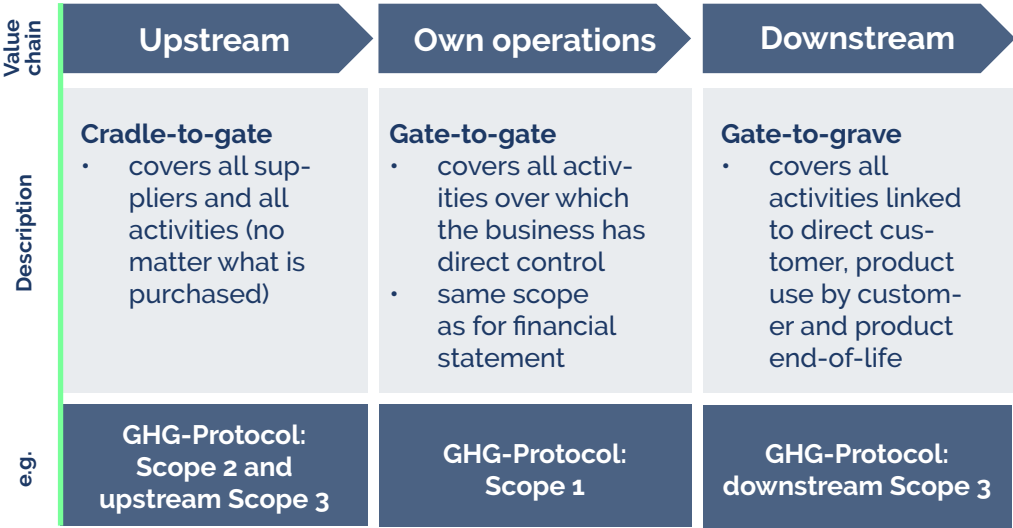 Value
chain
Upstream
Own operations
Downstream
Description
Cradle-to-gate
• covers all sup-
pliers and all
activities (no
matter what is
purchased)
Gate-to-gate
• covers all activ-
ities over which
the business has
direct control
• same scope
as for financial
statement
Gate-to-grave
• covers all
activities linked
to direct cus-
tomer, product
use by custom-
er and product
end-of-life
e.g.
GHG-Protocol:
Scope 2 and
upstream Scope 3
GHG-Protocol:
Scope 1
GHG-Protocol:
downstream Scope 3